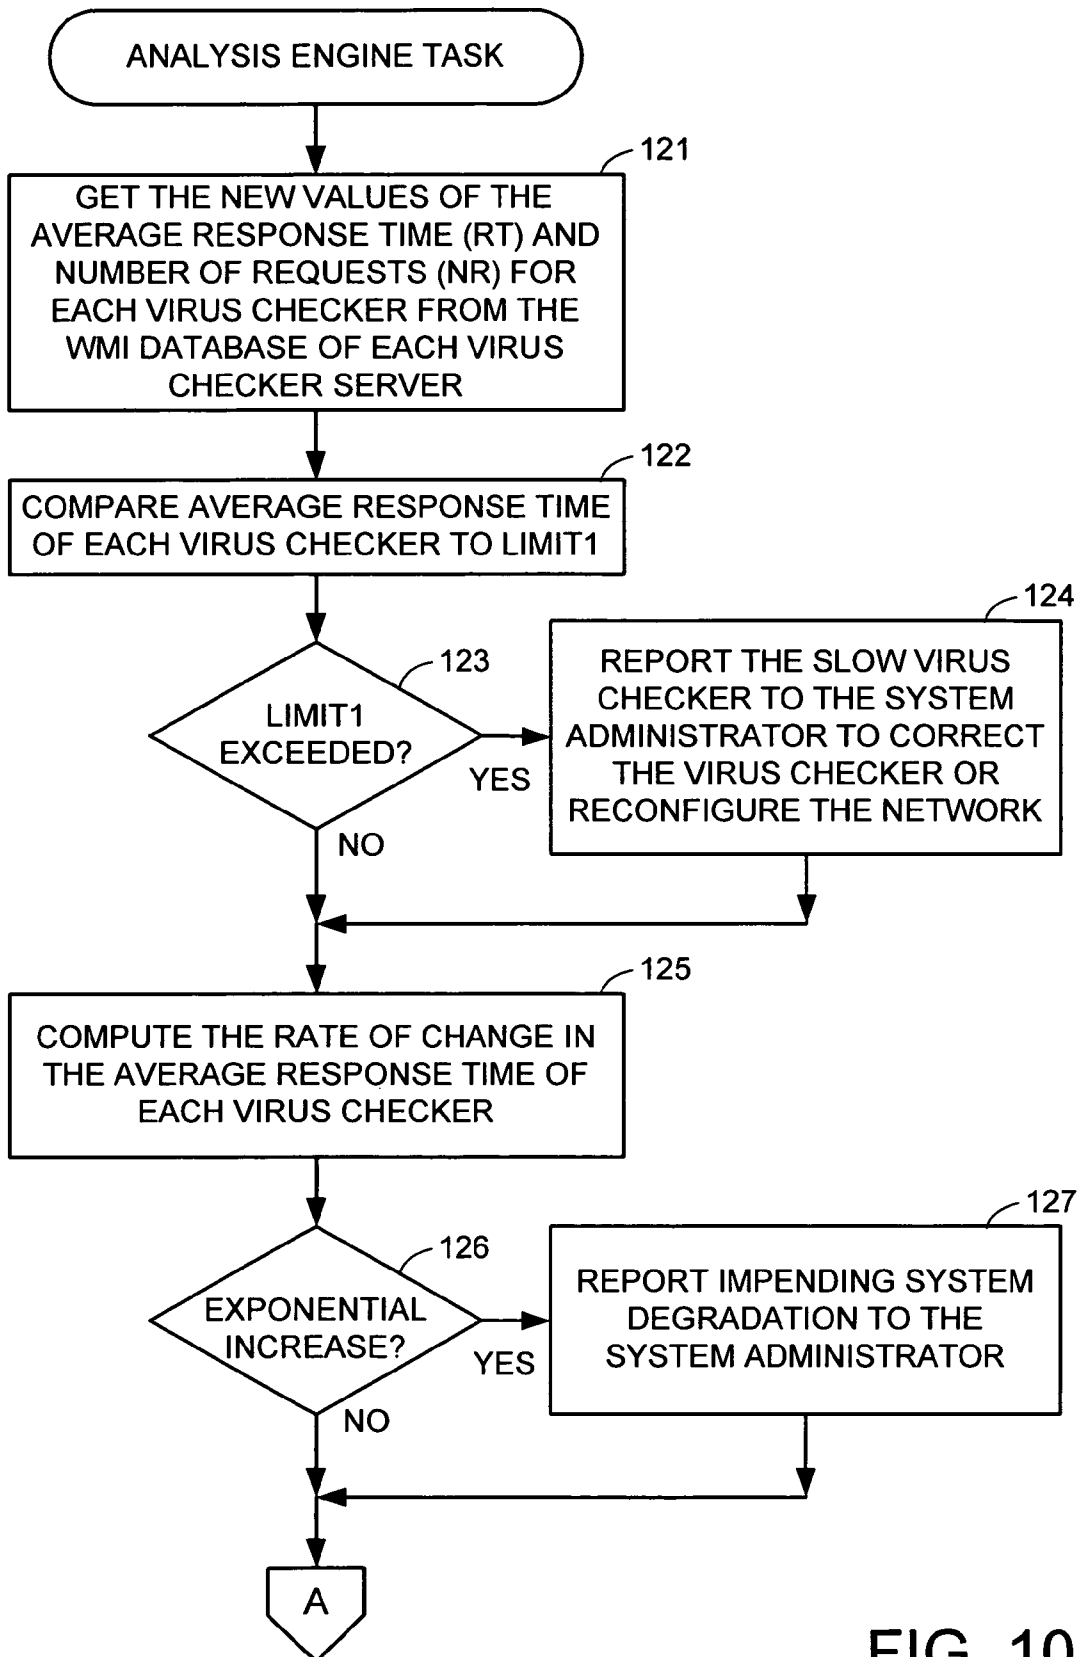 ANALYSIS ENGINE TASK
121
GET THE NEW VALUES OF THE
AVERAGE RESPONSE TIME (RT) AND
NUMBER OF REQUESTS (NR) FOR
EACH VIRUS CHECKER FROM THE
WMI DATABASE OF EACH VIRUS
CHECKER SERVER
122
COMPARE AVERAGE RESPONSE TIME
OF EACH VIRUS CHECKER TO LIMIT1
123
LIMIT1
EXCEEDED?
YES
NO
124
REPORT THE SLOW VIRUS
CHECKER TO THE SYSTEM
ADMINISTRATOR TO CORRECT
THE VIRUS CHECKER OR
RECONFIGURE THE NETWORK
125
COMPUTE THE RATE OF CHANGE IN
THE AVERAGE RESPONSE TIME OF
EACH VIRUS CHECKER
126
EXPONENTIAL
INCREASE?
YES
NO
127
REPORT IMPENDING SYSTEM
DEGRADATION TO THE
SYSTEM ADMINISTRATOR
A
FIG. 10